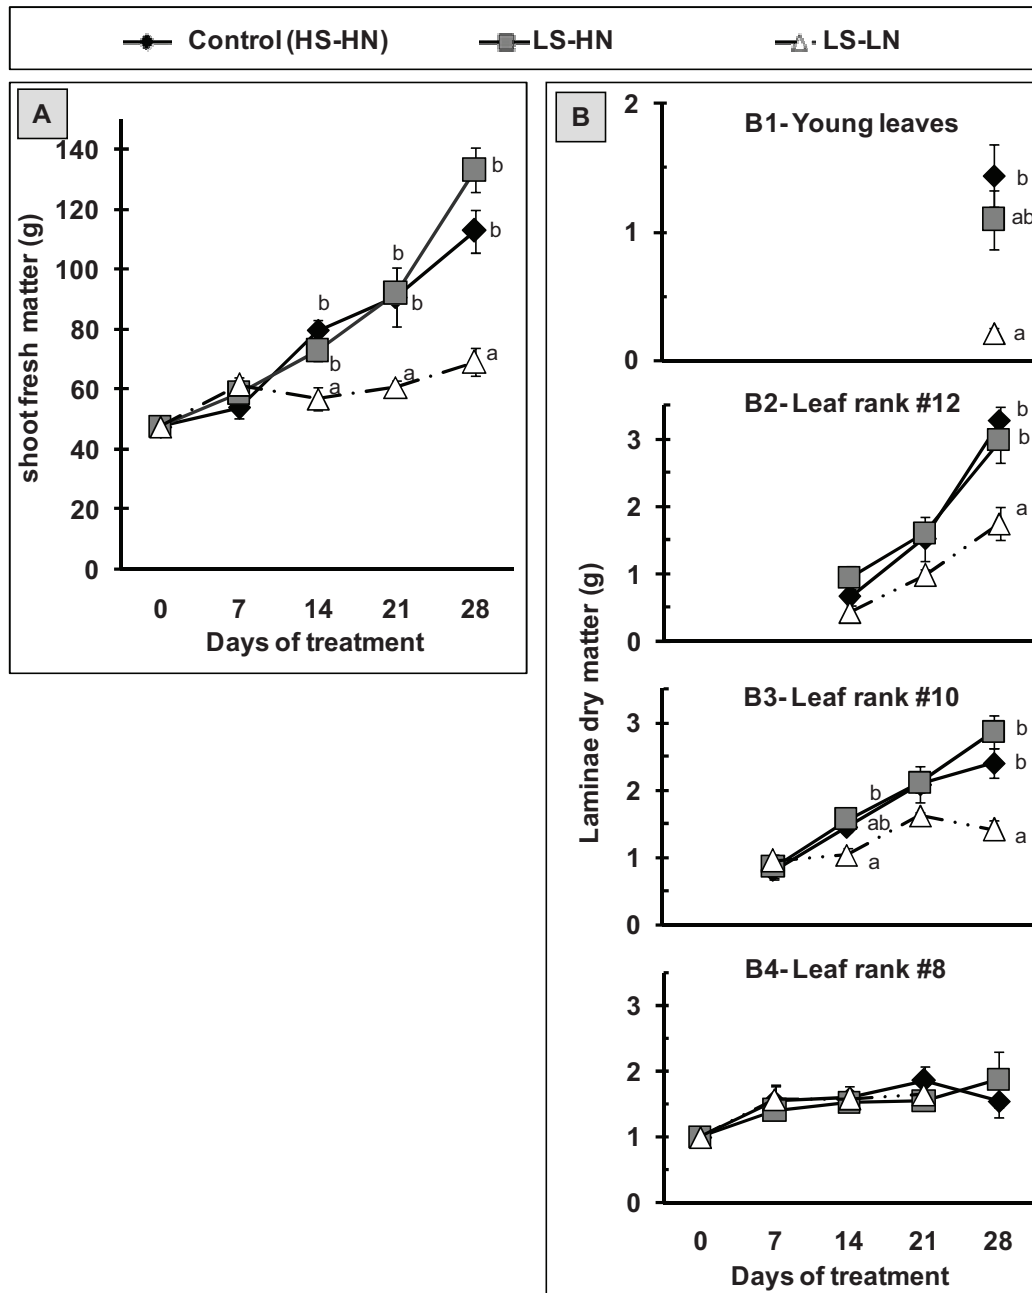 Control (HS-HN) LS-HN LS-LN
A
shoot fresh matter (g)
140
120
100
80
60
40
20
0
b
b
b
b
b
b
a
a
a
0 7 14 21 28
Days of treatment
B
Laminae dry matter (g)
B1- Young leaves
2
1
0
b
ab
a
B2- Leaf rank #12
3
2
1
0
b
b
a
B3- Leaf rank #10
3
2
1
0
b
ab
a
b
b
a
B4- Leaf rank #8
3
2
1
0
0 7 14 21 28
Days of treatment